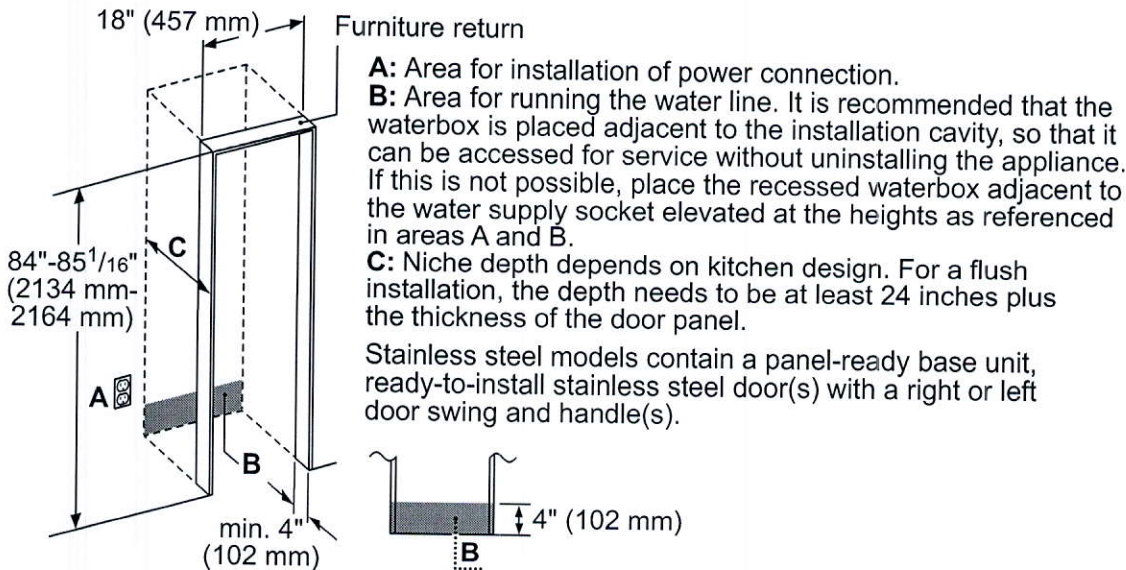 18" (457 mm)
Furniture return
A: Area for installation of power connection.
B: Area for running the water line. It is recommended that the
waterbox is placed adjacent to the installation cavity, so that it
can be accessed for service without uninstalling the appliance.
If this is not possible, place the recessed waterbox adjacent to
the water supply socket elevated at the heights as referenced
in areas A and B.
C: Niche depth depends on kitchen design. For a flush
installation, the depth needs to be at least 24 inches plus
the thickness of the door panel.
Stainless steel models contain a panel-ready base unit,
ready-to-install stainless steel door(s) with a right or left
door swing and handle(s).
C
84"-85 1/16"
(2134 mm-
2164 mm)
A
B
min. 4"
(102 mm)
4" (102 mm)
B